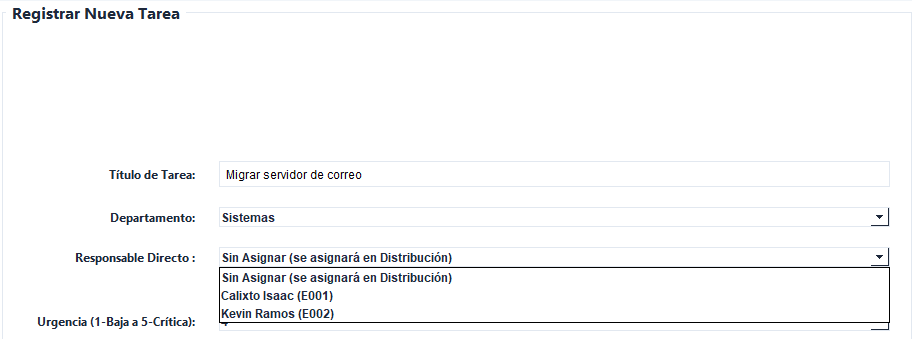 Registrar Nueva Tarea
Título de Tarea: Migrar servidor de correo
Departamento: Sistemas
Responsable Directo : Sin Asignar (se asignará en Distribución)
Sin Asignar (se asignará en Distribución)
Calixto Isaac (E001)
Kevin Ramos (E002)
Urgencia (1-Baja a 5-Crítica):